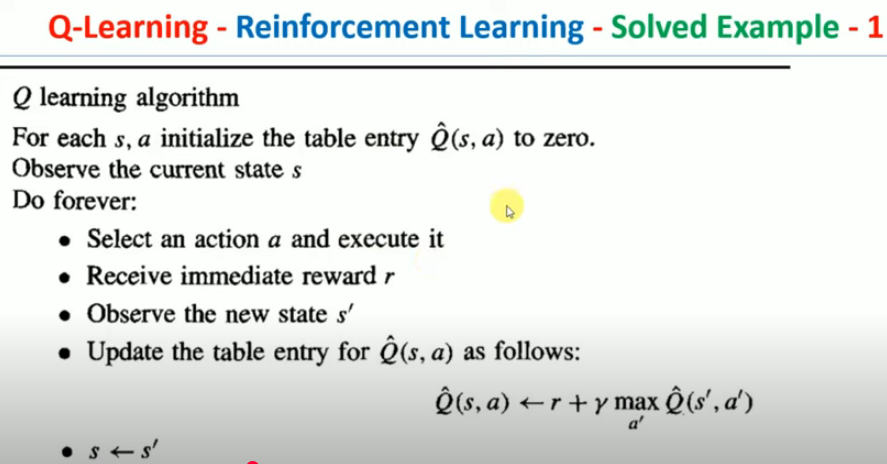 Q-Learning - Reinforcement Learning - Solved Example - 1
Q learning algorithm
For each s, a initialize the table entry Q̂(s, a) to zero.
Observe the current state s
Do forever:
• Select an action a and execute it
• Receive immediate reward r
• Observe the new state s′
• Update the table entry for Q̂(s, a) as follows:
Q̂(s, a) ← r + γ max Q̂(s′, a′)
a′
• s ← s′